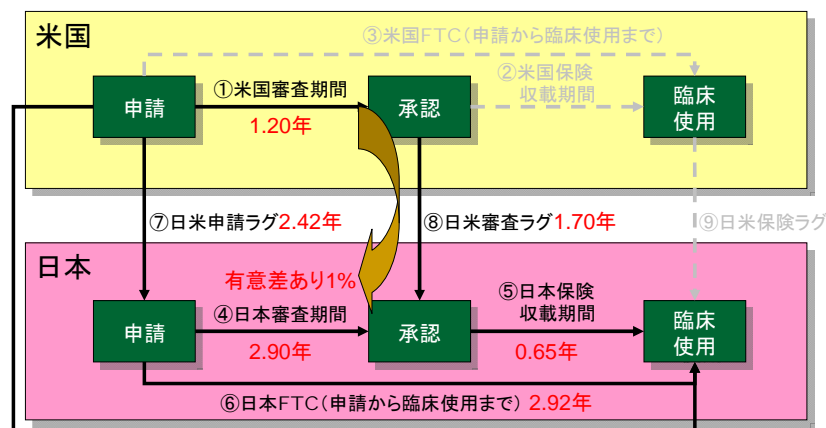 米国
③米国FTC(申請から臨床使用まで)
申請
①米国審査期間
1.20年
承認
②米国保険
収載期間
臨床
使用
⑦日米申請ラグ2.42年
⑧日米審査ラグ1.70年
⑨日米保険ラグ
日本
有意差あり1%
申請
④日本審査期間
2.90年
承認
⑤日本保険
収載期間
0.65年
臨床
使用
⑥日本FTC(申請から臨床使用まで) 2.92年